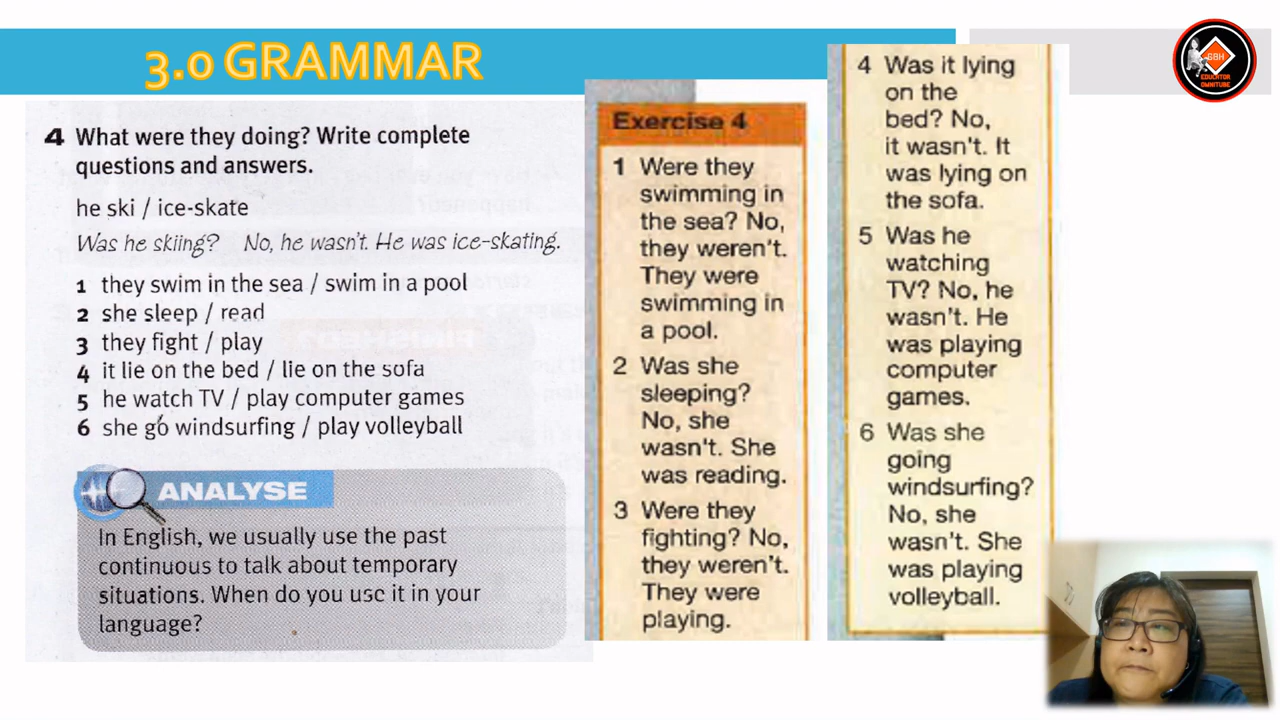 3.0 GRAMMAR
GBH
EDUCATOR
OMNITUBE
4 What were they doing? Write complete
questions and answers.
he ski / ice-skate
Was he skiing? No, he wasn't. He was ice-skating.
1 they swim in the sea / swim in a pool
2 she sleep / read
3 they fight / play
4 it lie on the bed / lie on the sofa
5 he watch TV / play computer games
6 she go windsurfing / play volleyball
ANALYSE
In English, we usually use the past
continuous to talk about temporary
situations. When do you use it in your
language?
Exercise 4
1 Were they
swimming in
the sea? No,
they weren't.
They were
swimming in
a pool.
2 Was she
sleeping?
No, she
wasn't. She
was reading.
3 Were they
fighting? No,
they weren't.
They were
playing.
4 Was it lying
on the
bed? No,
it wasn't. It
was lying on
the sofa.
5 Was he
watching
TV? No, he
wasn't. He
was playing
computer
games.
6 Was she
going
windsurfing?
No, she
wasn't. She
was playing
volleyball.